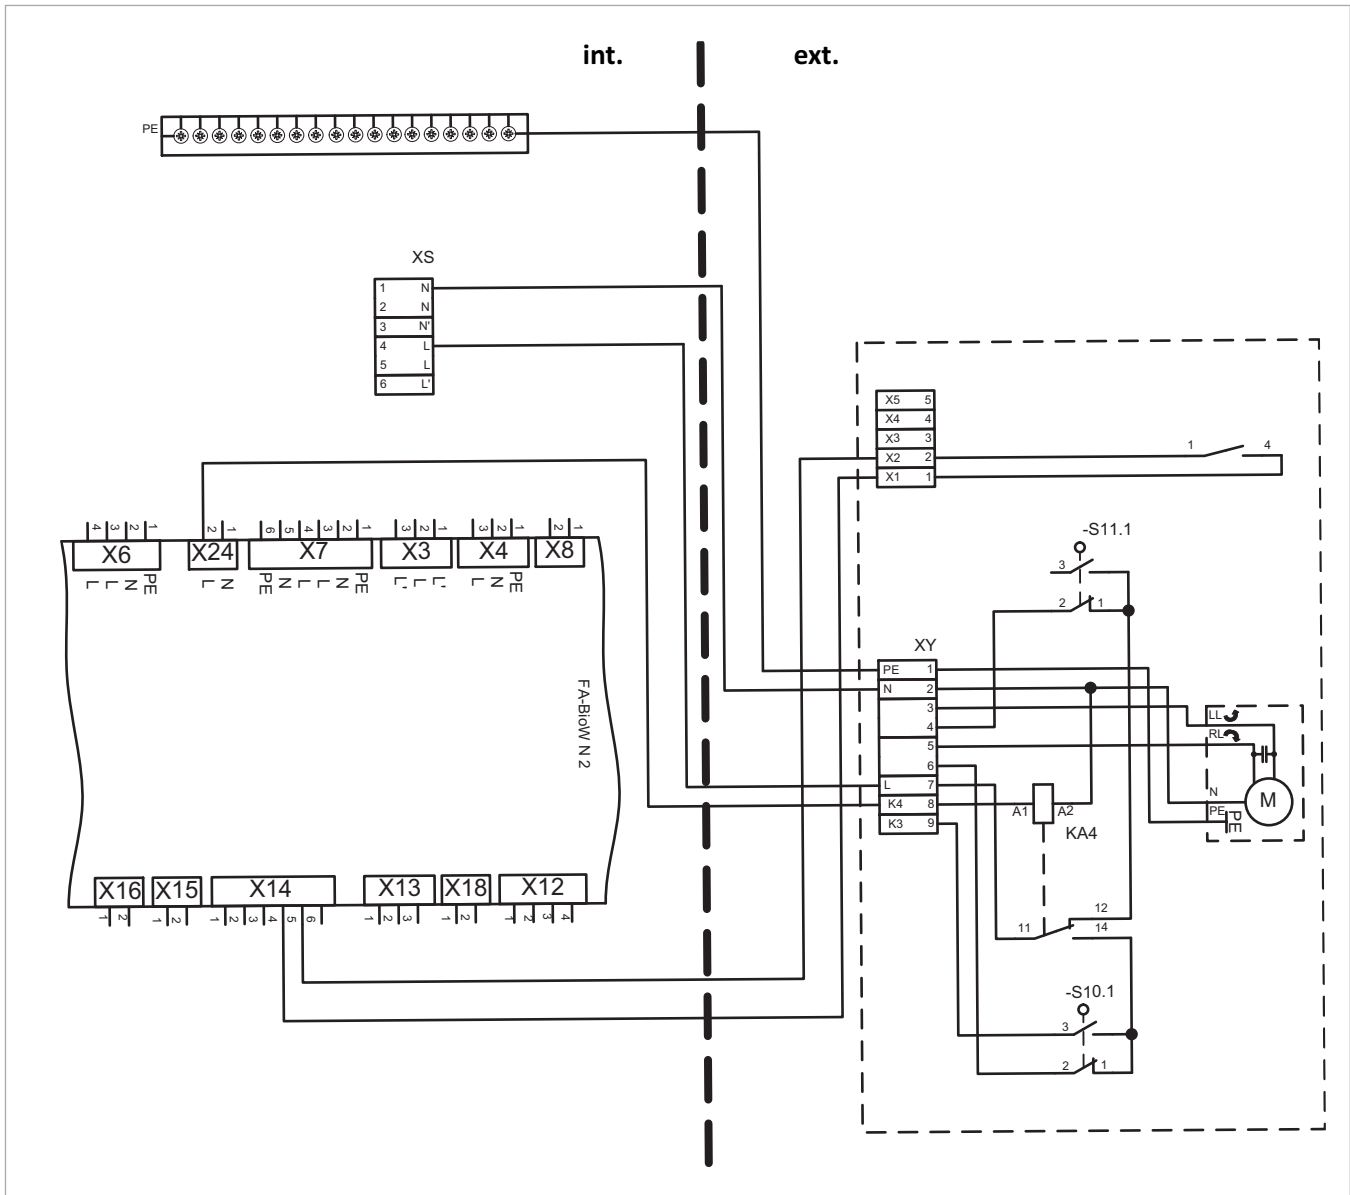 int. ext.
PE
XS
1 N
2 N
3 N'
4 L
5 L
6 L'
X5 5
X4 4
X3 3
X2 2
X1 1
1 4
4 3 2 1
2 1
6 5 4 3 2 1
3 2 1
3 2 1
2 1
X6 X24 X7 X3 X4 X8
L L N PE
L N
PE N L L N PE
L' L L'
L N PE
-S11.1
3
2 1
FA-BioW N 2
XY
PE 1
N 2
3
4
5
6
L 7
K4 8
K3 9
LL
RL
N
PE
PE
M
A1 A2
KA4
X16 X15 X14 X13 X18 X12
1 2
1 2
1 2 3 4 5 6
1 2 3
1 2
1 2 3 4
12
11 14
-S10.1
3
2 1